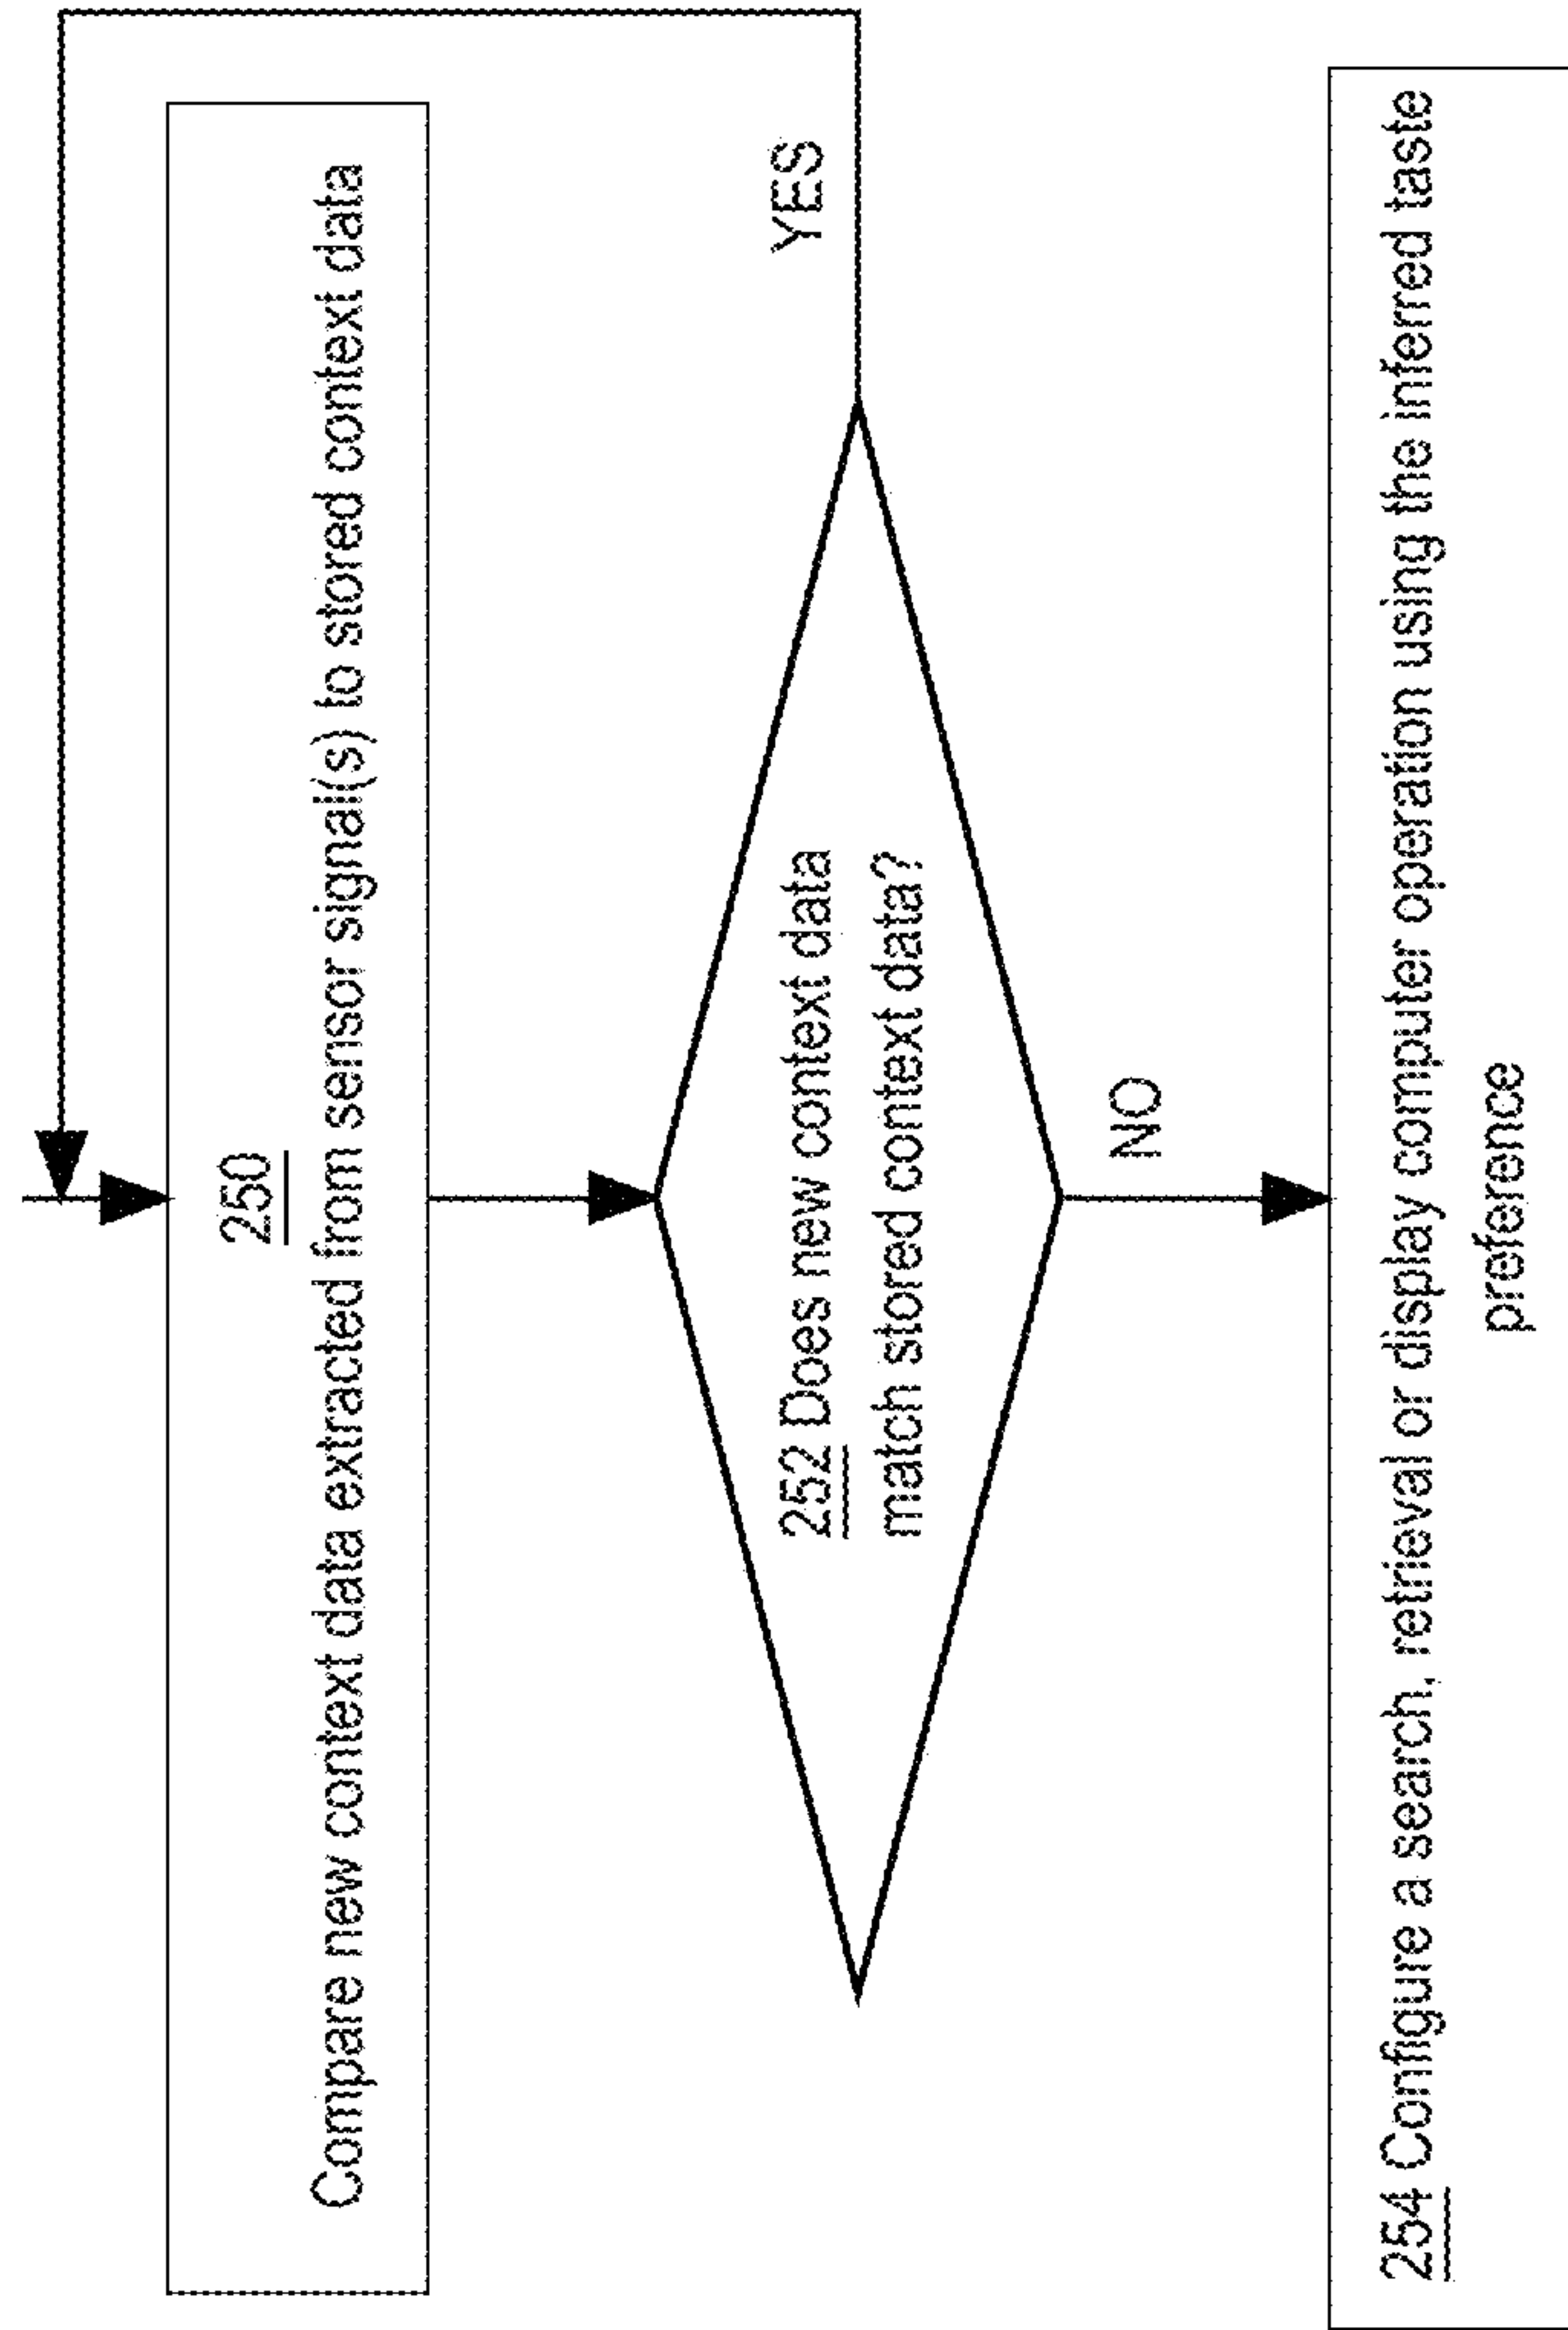 250
Compare new context data extracted from sensor signal(s) to stored context data
252 Does new context data
match stored context data?
YES
NO
254 Configure a search, retrieval or display computer operation using the inferred taste
preference